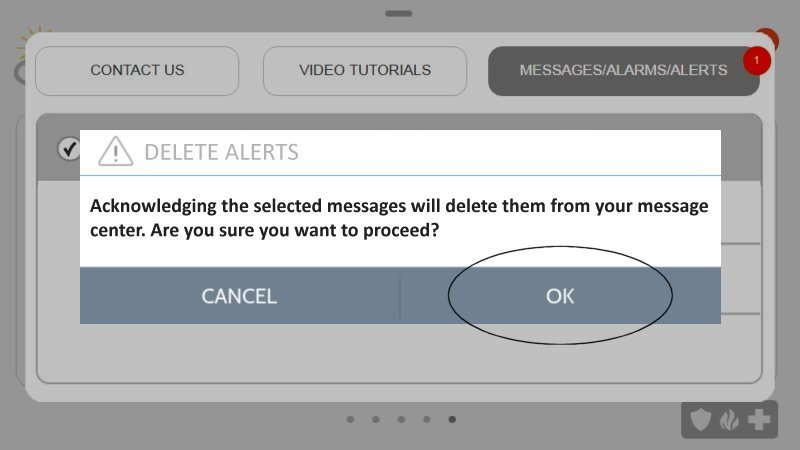 CONTACT US
VIDEO TUTORIALS
MESSAGES/ALARMS/ALERTS
1
DELETE ALERTS
Acknowledging the selected messages will delete them from your message
center. Are you sure you want to proceed?
CANCEL
OK